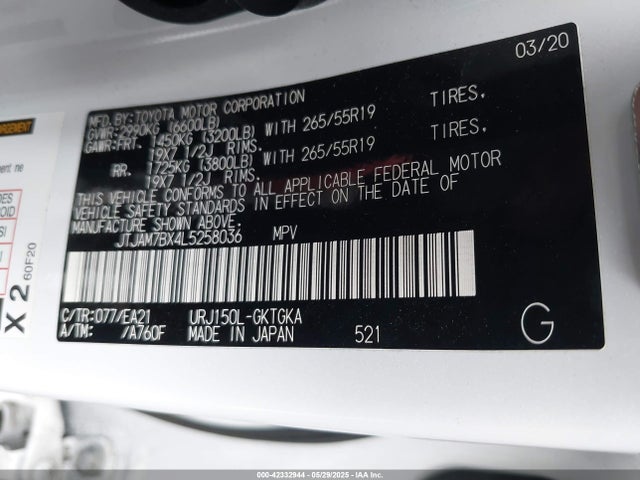 03/20
MFD. BY: TOYOTA MOTOR CORPORATION
GVWR: 2990KG (6600LB)
GAWR: FRT. 1450KG (3200LB) WITH 265/55R19 TIRES,
19X7 1/2J RIMS.
RR. 1725KG (3800LB) WITH 265/55R19 TIRES,
19X7 1/2J RIMS.
THIS VEHICLE CONFORMS TO ALL APPLICABLE FEDERAL MOTOR
VEHICLE SAFETY STANDARDS IN EFFECT ON THE DATE OF
MANUFACTURE SHOWN ABOVE.
JTJAM7BX4L5258036 MPV
C/TR: 077/EA21 URJ150L-GKTGKA
A/TM: /A760F MADE IN JAPAN 521
G
X 2
60F20
000-42332944 - 05/29/2025 - IAA Inc.